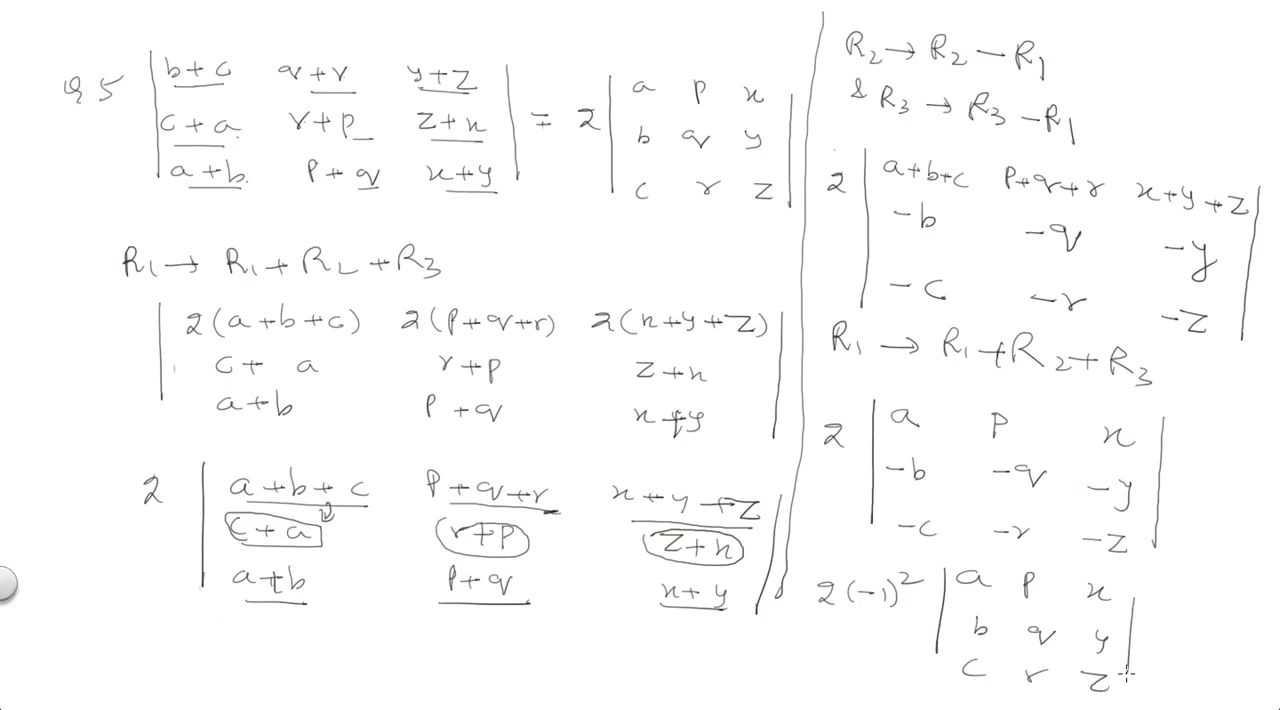 Q 5 | b+c q+r y+z |
| c+a r+p z+x | = 2 | a p x |
| a+b p+q x+y | | b q y |
| c r z |
R1 → R1 + R2 + R3
| 2(a+b+c) 2(p+q+r) 2(x+y+z) |
| c+a r+p z+x |
| a+b p+q x+y |
2 | a+b+c p+q+r x+y+z |
| c+a r+p z+x |
| a+b p+q x+y |
R2 → R2 - R1
& R3 → R3 - R1
2 | a+b+c p+q+r x+y+z |
| -b -q -y |
| -c -r -z |
R1 → R1 + R2 + R3
2 | a p x |
| -b -q -y |
| -c -r -z |
2(-1)² | a p x |
| b q y |
| c r z |